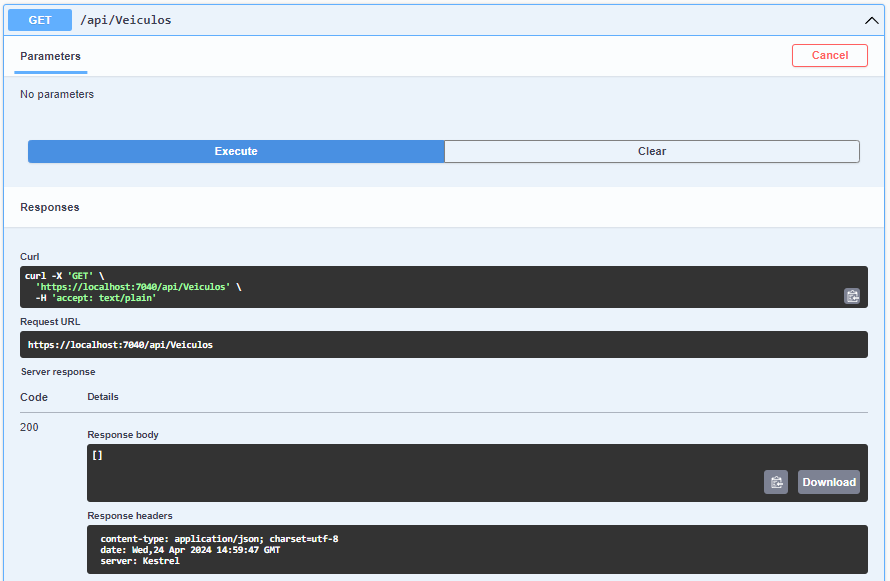 GET /api/Veiculos
Parameters
Cancel
No parameters
Execute
Clear
Responses
Curl
curl -X 'GET' \
'https://localhost:7040/api/Veiculos' \
-H 'accept: text/plain'
Request URL
https://localhost:7040/api/Veiculos
Server response
Code
Details
200
Response body
[]
Download
Response headers
content-type: application/json; charset=utf-8
date: Wed,24 Apr 2024 14:59:47 GMT
server: Kestrel